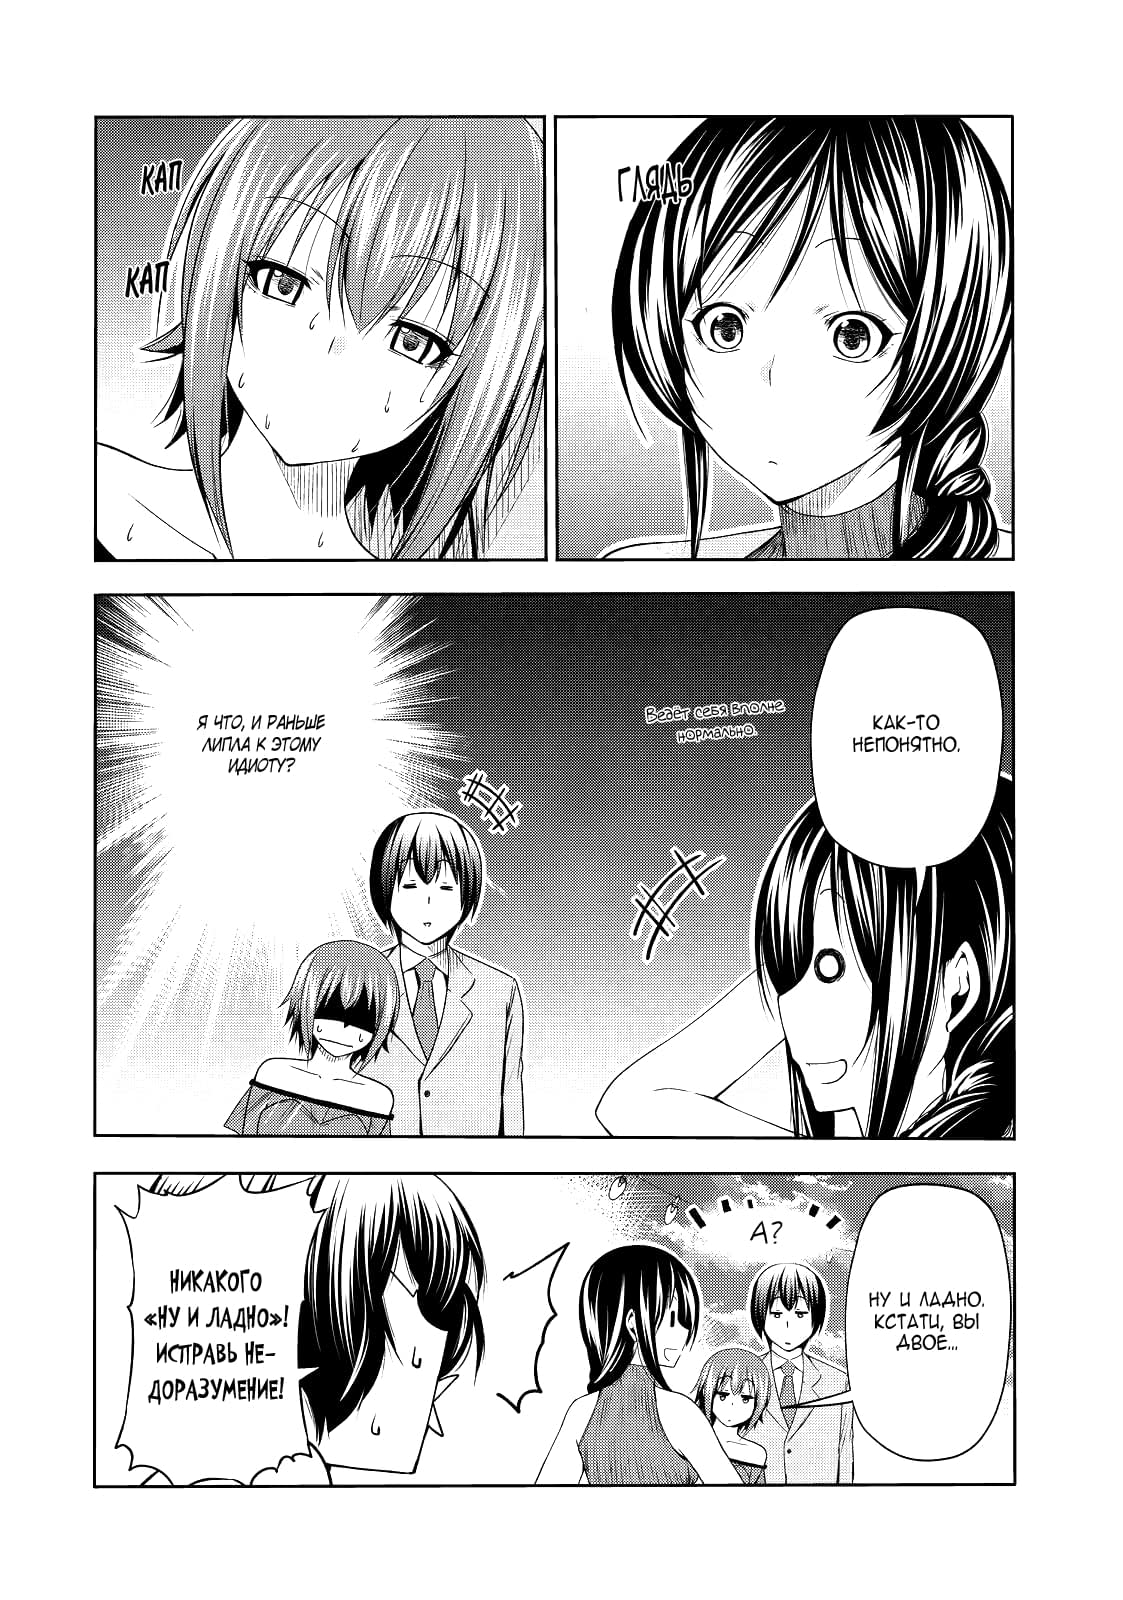 ГЛЯДЬ
КАП
КАП
КАК-ТО
НЕПОНЯТНО.
Ведёт себя вполне
нормально.
Я ЧТО, И РАНЬШЕ
ЛИПЛА К ЭТОМУ
ИДИОТУ?
НУ И ЛАДНО.
КСТАТИ, ВЫ
ДВОЕ...
А?
НИКАКОГО
«НУ И ЛАДНО»!
ИСПРАВЬ НЕ-
ДОРАЗУМЕНИЕ!